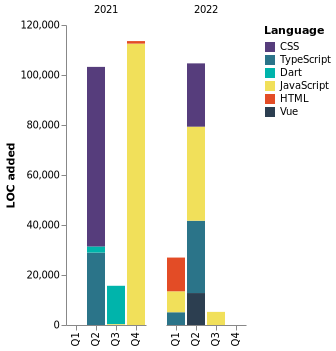 2021
2022
LOC added
120,000
100,000
80,000
60,000
40,000
20,000
0
Q1
Q2
Q3
Q4
Q1
Q2
Q3
Q4
Language
CSS
TypeScript
Dart
JavaScript
HTML
Vue